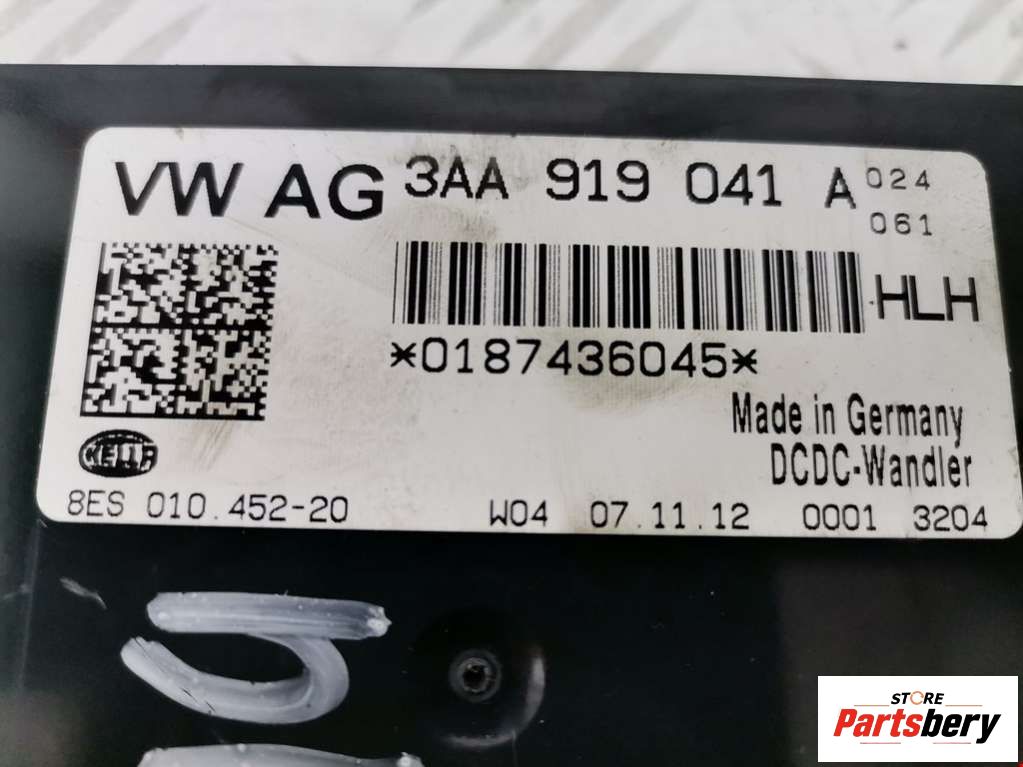 VW AG 3AA 919 041 A 024
061
HLH
*0187436045*
Made in Germany
DCDC-Wandler
HELLA
8ES 010.452-20 W04 07.11.12 0001 3204
STORE
Partsbery